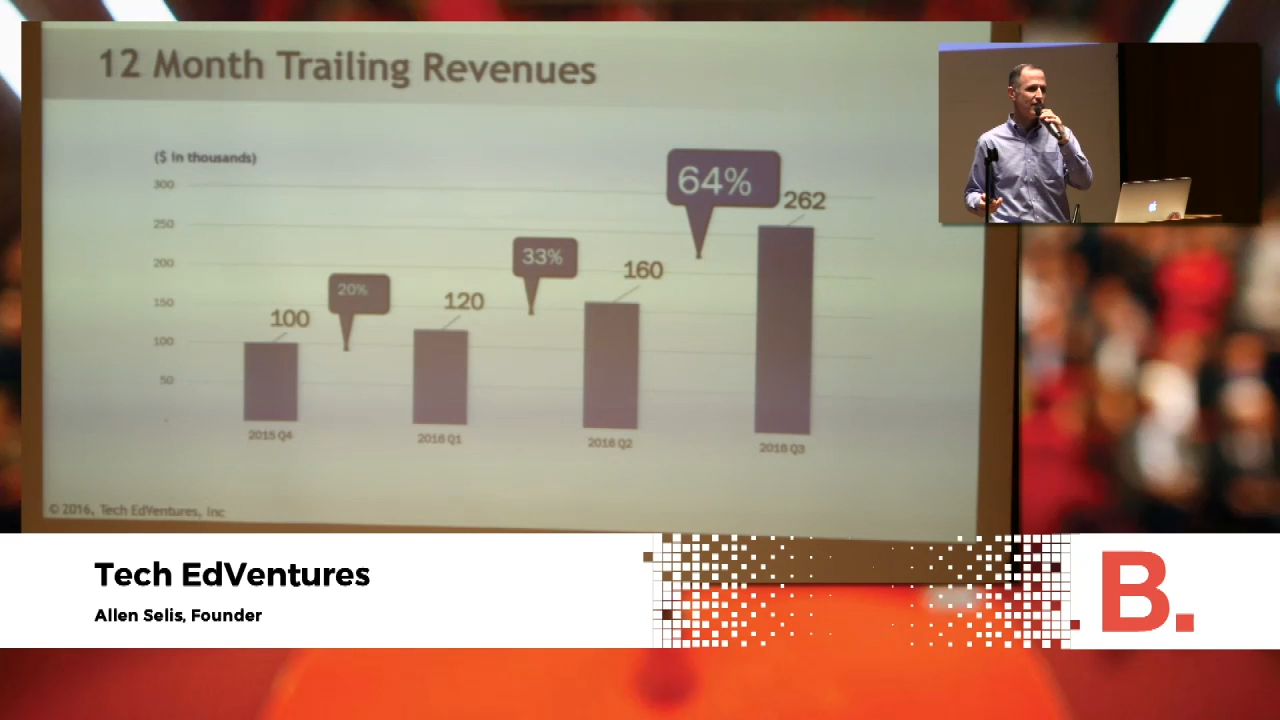 12 Month Trailing Revenues
($ in thousands)
300
250
200
150
100
50
100
20%
120
33%
160
64%
262
2015 Q4
2016 Q1
2016 Q2
2016 Q3
© 2016, Tech EdVentures, Inc
Tech EdVentures
Allen Selis, Founder
B.